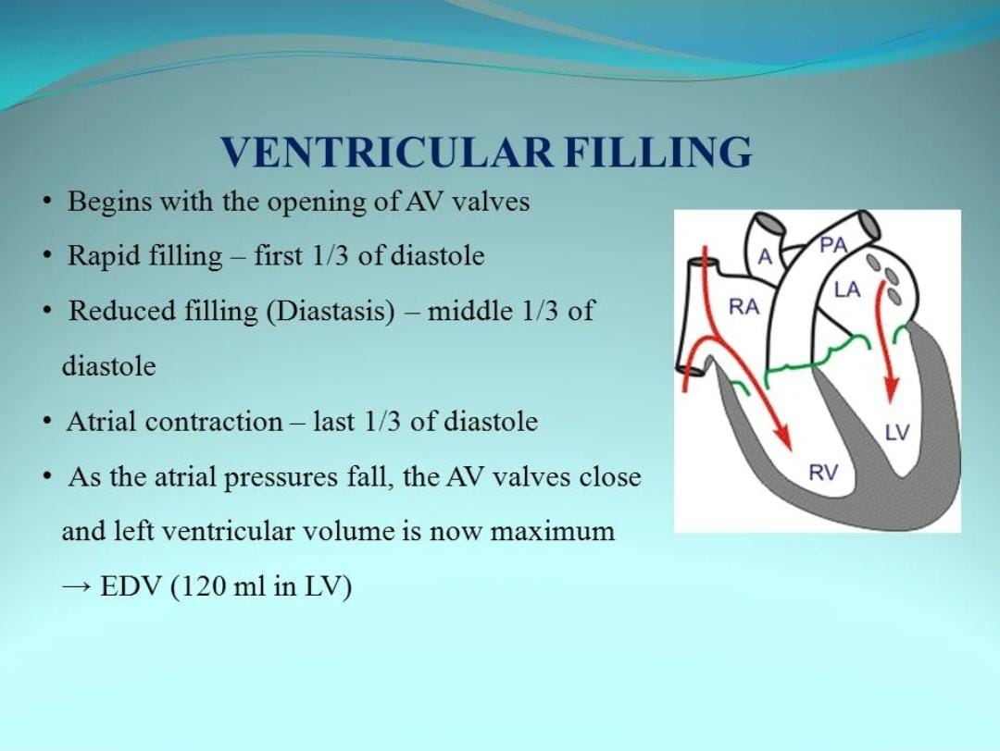 VENTRICULAR FILLING
• Begins with the opening of AV valves
• Rapid filling – first 1/3 of diastole
• Reduced filling (Diastasis) – middle 1/3 of
diastole
• Atrial contraction – last 1/3 of diastole
• As the atrial pressures fall, the AV valves close
and left ventricular volume is now maximum
→ EDV (120 ml in LV)
A
PA
RA
LA
LV
RV